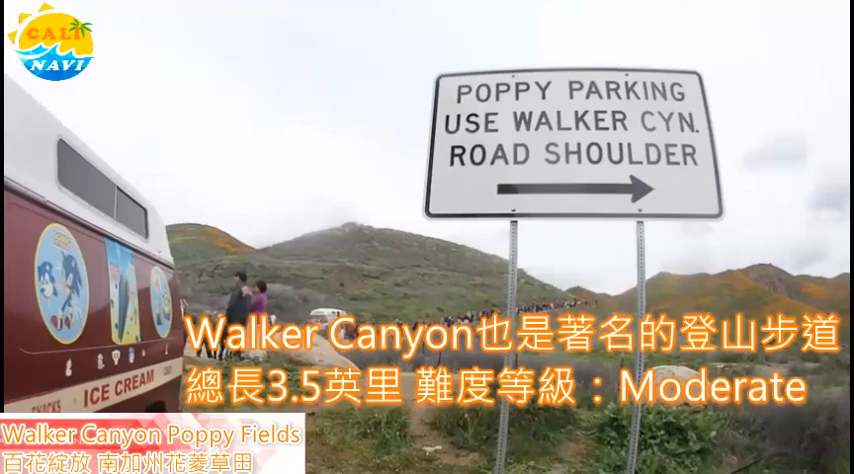 CALI
NAVI
POPPY PARKING
USE WALKER CYN.
ROAD SHOULDER
Walker Canyon也是著名的登山步道
總長3.5英里 難度等級：Moderate
SNACKS
ICE CREAM
Walker Canyon Poppy Fields
百花綻放 南加州花菱草田